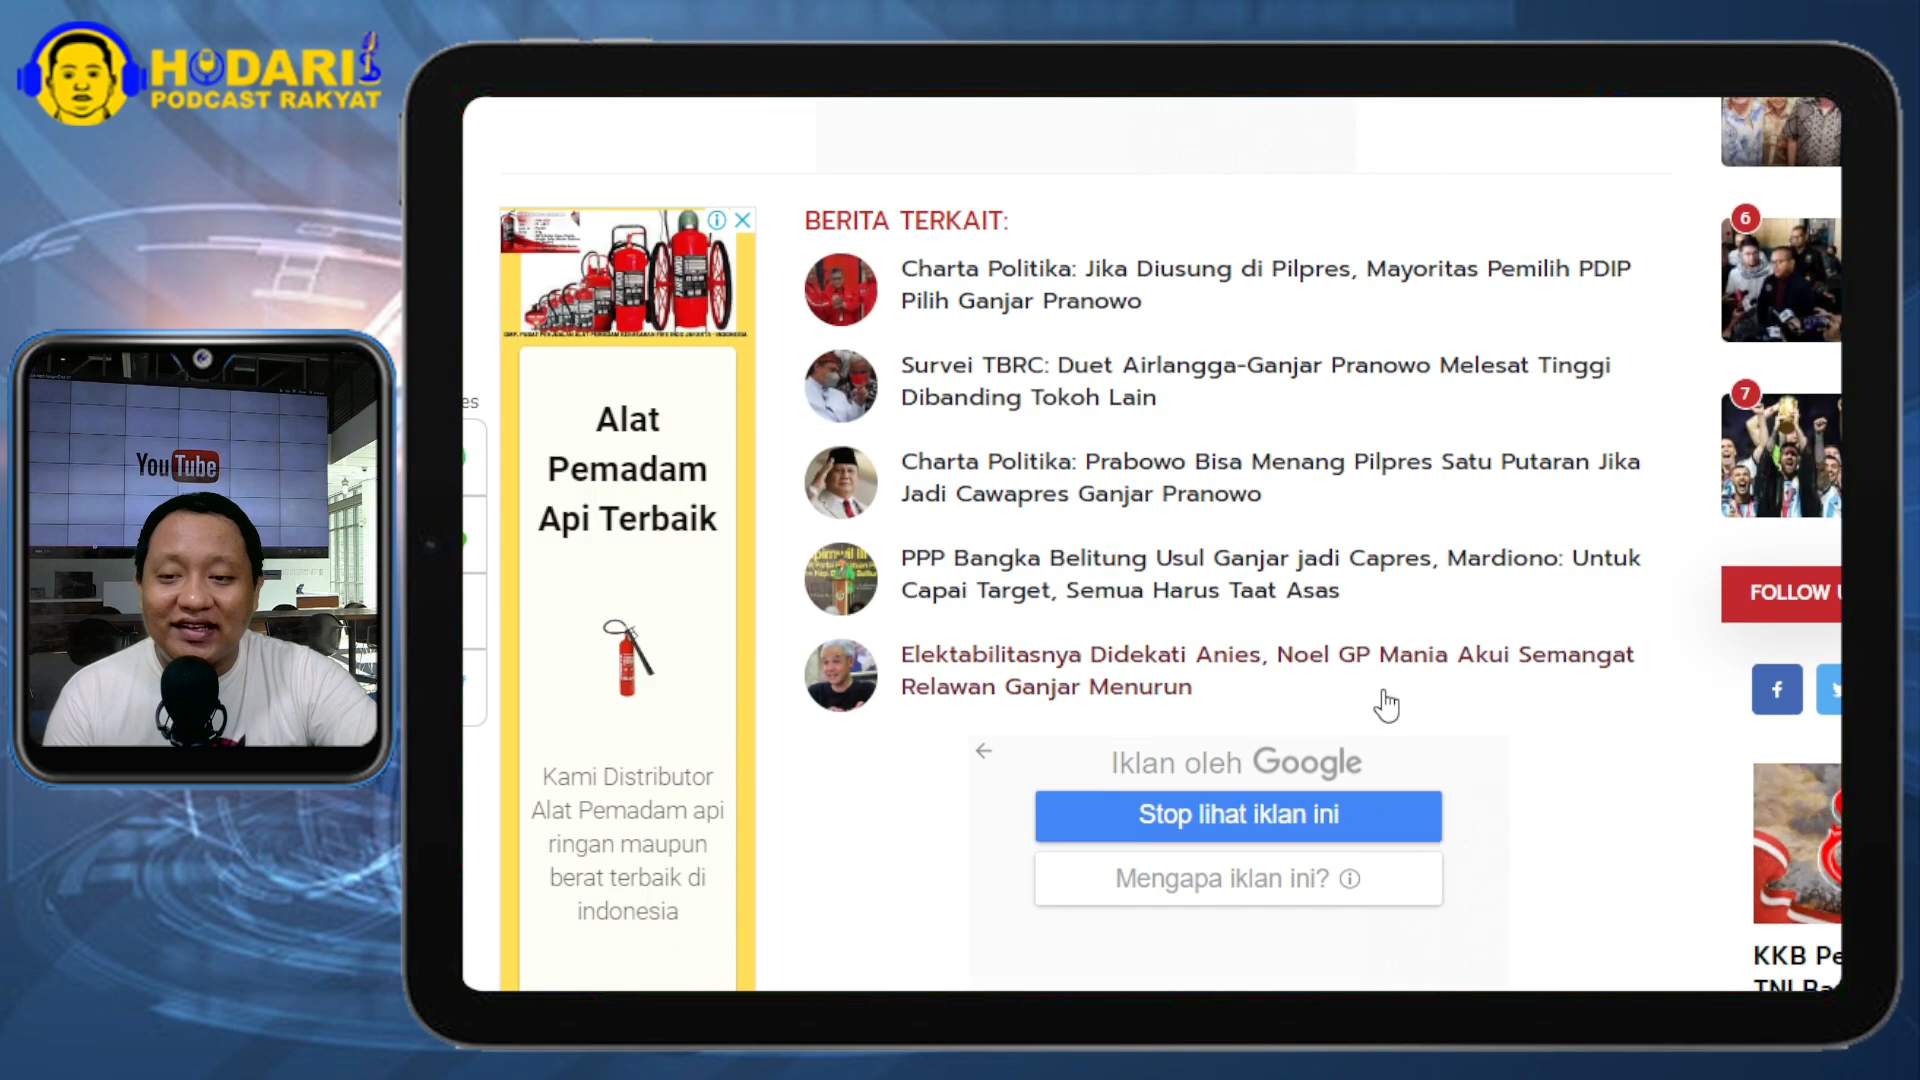 HODARI
PODCAST RAKYAT
YouTube
es
Alat
Pemadam
Api Terbaik
Kami Distributor
Alat Pemadam api
ringan maupun
berat terbaik di
indonesia
BERITA TERKAIT:
Charta Politika: Jika Diusung di Pilpres, Mayoritas Pemilih PDIP
Pilih Ganjar Pranowo
Survei TBRC: Duet Airlangga-Ganjar Pranowo Melesat Tinggi
Dibanding Tokoh Lain
Charta Politika: Prabowo Bisa Menang Pilpres Satu Putaran Jika
Jadi Cawapres Ganjar Pranowo
PPP Bangka Belitung Usul Ganjar jadi Capres, Mardiono: Untuk
Capai Target, Semua Harus Taat Asas
Elektabilitasnya Didekati Anies, Noel GP Mania Akui Semangat
Relawan Ganjar Menurun
Iklan oleh Google
Stop lihat iklan ini
Mengapa iklan ini?
6
7
FOLLOW
KKB Pe
TNI Ba